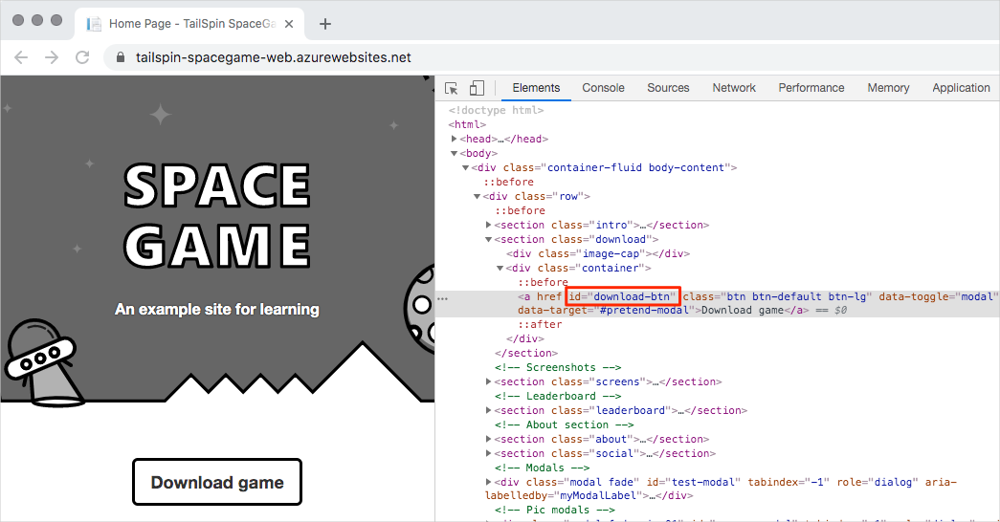 Home Page - TailSpin SpaceGa
tailspin-spacegame-web.azurewebsites.net
SPACE
GAME
An example site for learning
Download game
Elements Console Sources Network Performance Memory Application
<!doctype html>
<html>
<head>…</head>
<body>
<div class="container-fluid body-content">
::before
<div class="row">
::before
<section class="intro">…</section>
<section class="download">
<div class="image-cap"></div>
<div class="container">
::before
<a href id="download-btn" class="btn btn-default btn-lg" data-toggle="modal"
data-target="#pretend-modal">Download game</a> == $0
::after
</div>
</section>
<!-- Screenshots -->
<section class="screens">…</section>
<!-- Leaderboard -->
<section class="leaderboard">…</section>
<!-- About section -->
<section class="about">…</section>
<section class="social">…</section>
<!-- Modals -->
<div class="modal fade" id="test-modal" tabindex="-1" role="dialog" aria-
labelledby="myModalLabel">…</div>
<!-- Pic modals -->